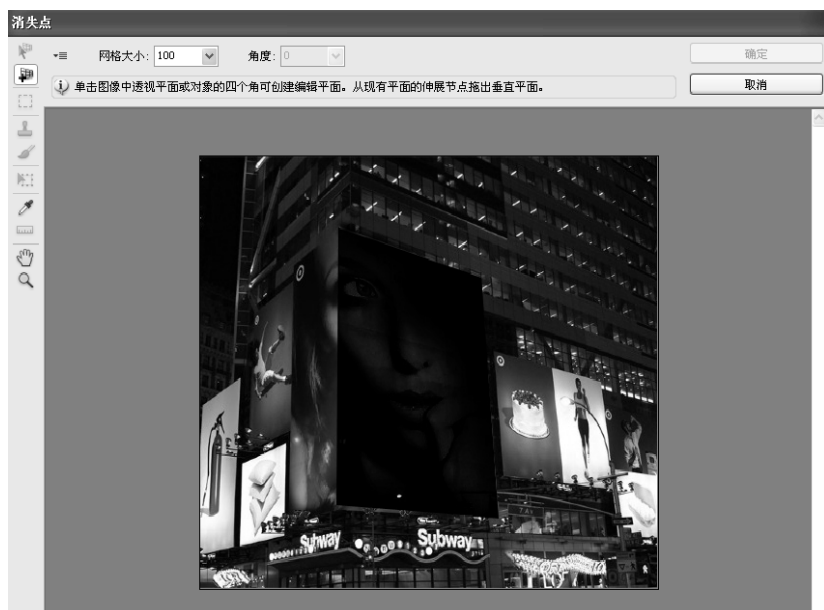 消失点
网格大小: 100 角度: 0 确定
单击图像中透视平面或对象的四个角可创建编辑平面。从现有平面的伸展节点拖出垂直平面。 取消
Subway Subway